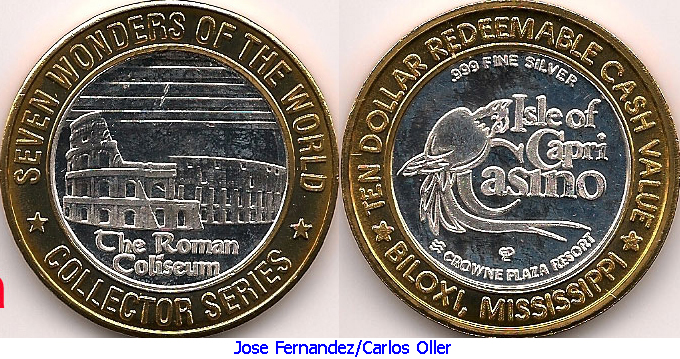 SEVEN WONDERS OF THE WORLD
The Roman
Coliseum
COLLECTOR SERIES
TEN DOLLAR REDEEMABLE CASH VALUE
.999 FINE SILVER
Isle of
Capri
Casino
CROWNE PLAZA RESORT
BILOXI, MISSISSIPPI
Jose Fernandez/Carlos Oller